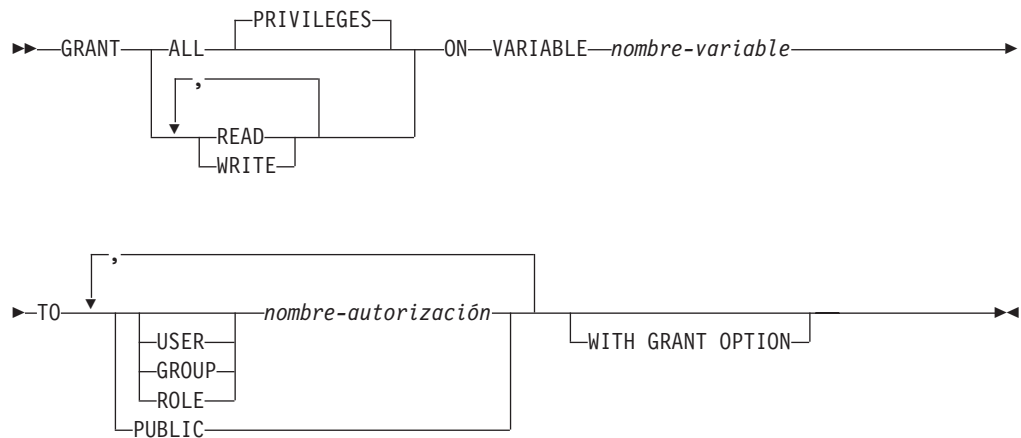 PRIVILEGES
GRANT ALL ON VARIABLE nombre-variable
,
READ
WRITE
,
TO nombre-autorización
USER WITH GRANT OPTION
GROUP
ROLE
PUBLIC